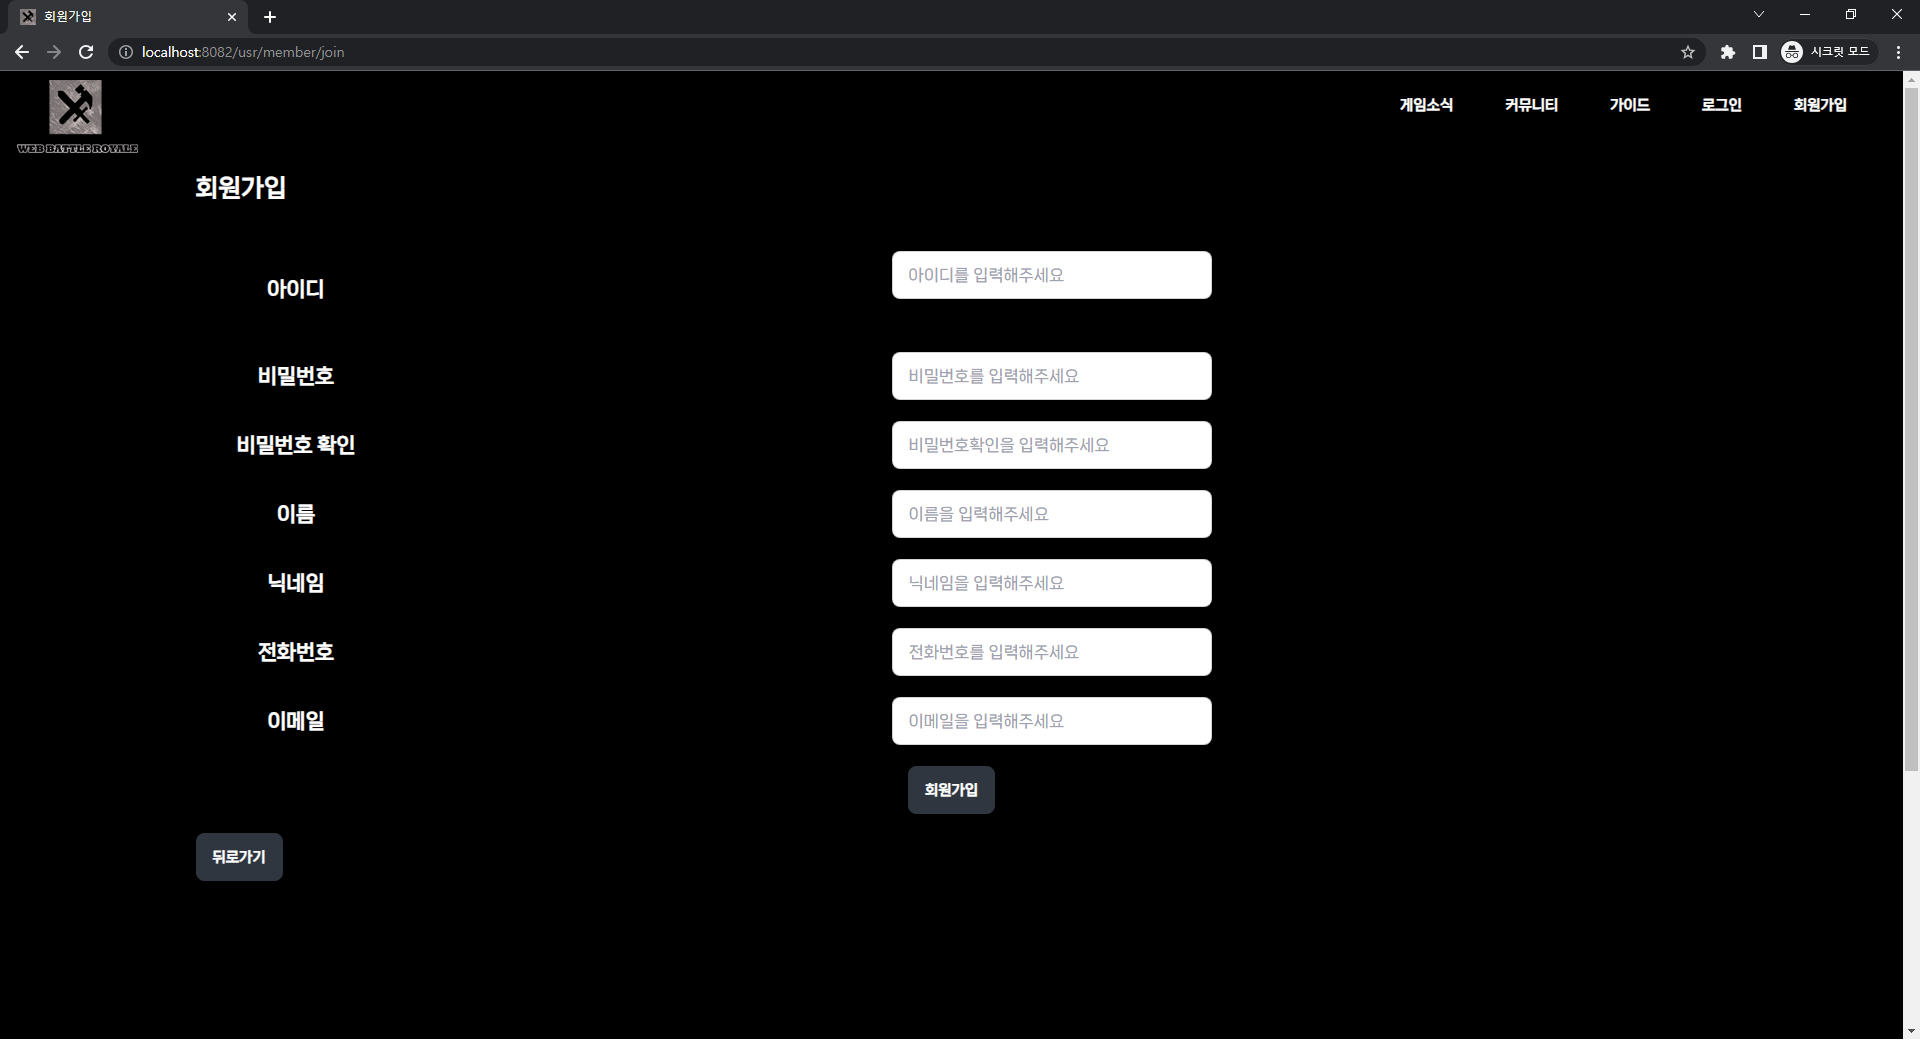 회원가입
localhost:8082/usr/member/join
시크릿 모드
WEB BATTLE ROYALE
게임소식 커뮤니티 가이드 로그인 회원가입
회원가입
아이디 아이디를 입력해주세요
비밀번호 비밀번호를 입력해주세요
비밀번호 확인 비밀번호확인을 입력해주세요
이름 이름을 입력해주세요
닉네임 닉네임을 입력해주세요
전화번호 전화번호를 입력해주세요
이메일 이메일을 입력해주세요
회원가입
뒤로가기